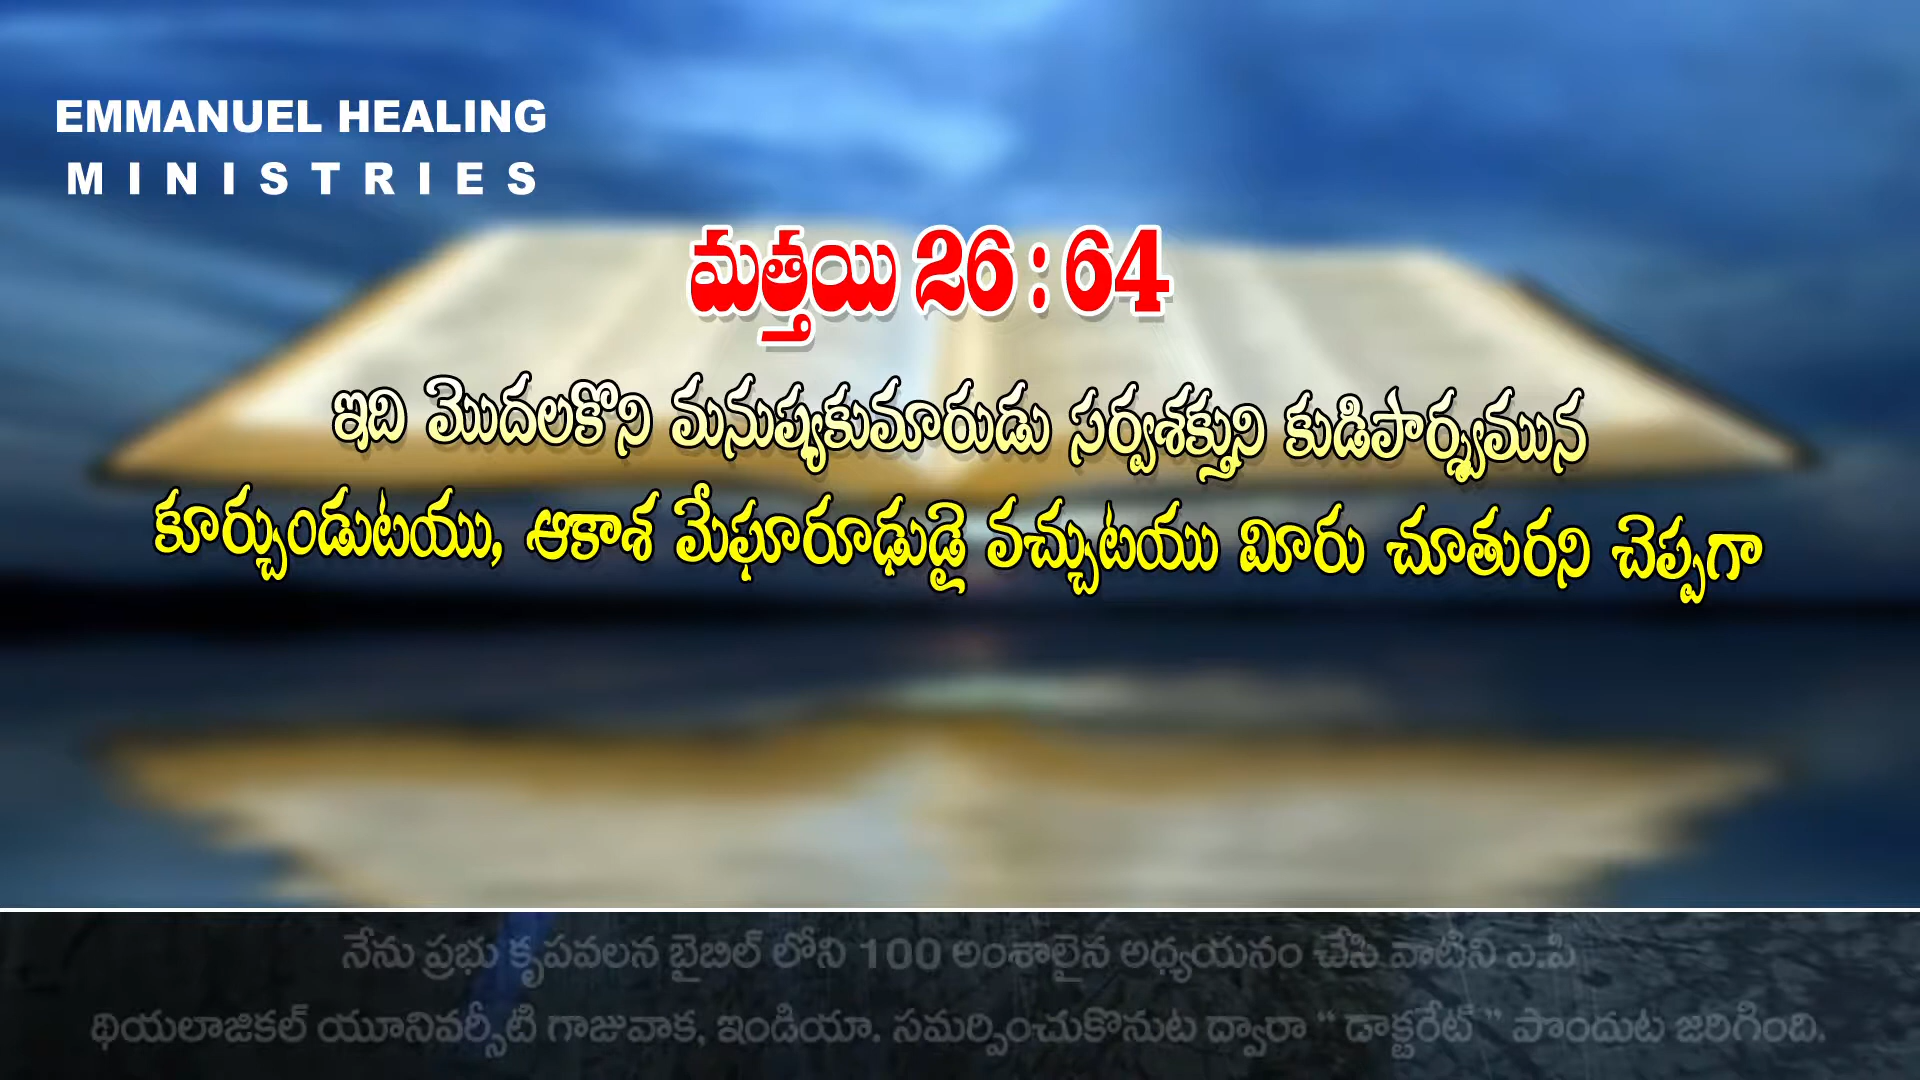 EMMANUEL HEALING
MINISTRIES
మత్తయి 26 : 64
ఇది మొదలకొని మనుష్యకుమారుడు సర్వశక్తుని కుడిపార్శ్వమున
కూర్చుండుటయు, ఆకాశ మేఘారూఢుడై వచ్చుటయు మీరు చూతురని చెప్పగా
నేను ప్రభు కృపవలన బైబిల్ లోని 100 అంశాలైన అధ్యయనం చేసి వాటిని ఎ.పి
థియలాజికల్ యూనివర్సీటి గాజువాక, ఇండియా. సమర్పించుకొనుట ద్వారా “ డాక్టరేట్ ” పొందుట జరిగింది.